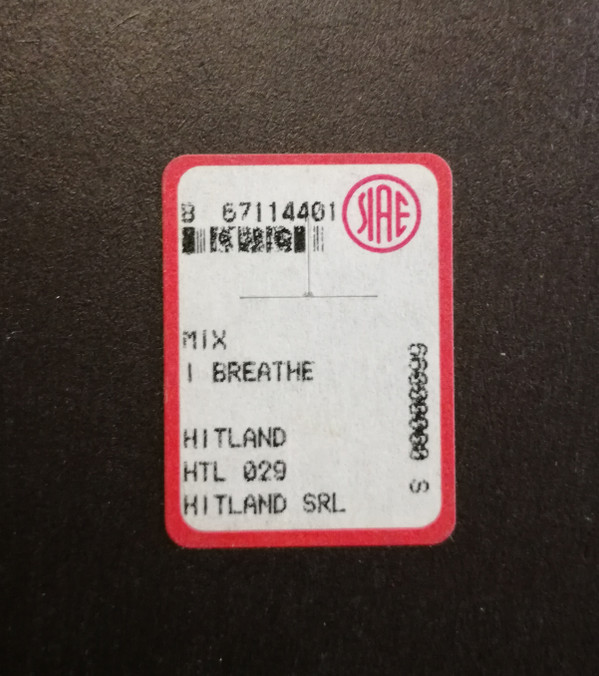 B 67114401
SIAE
MIX
I BREATHE
HITLAND
HTL 029
HITLAND SRL